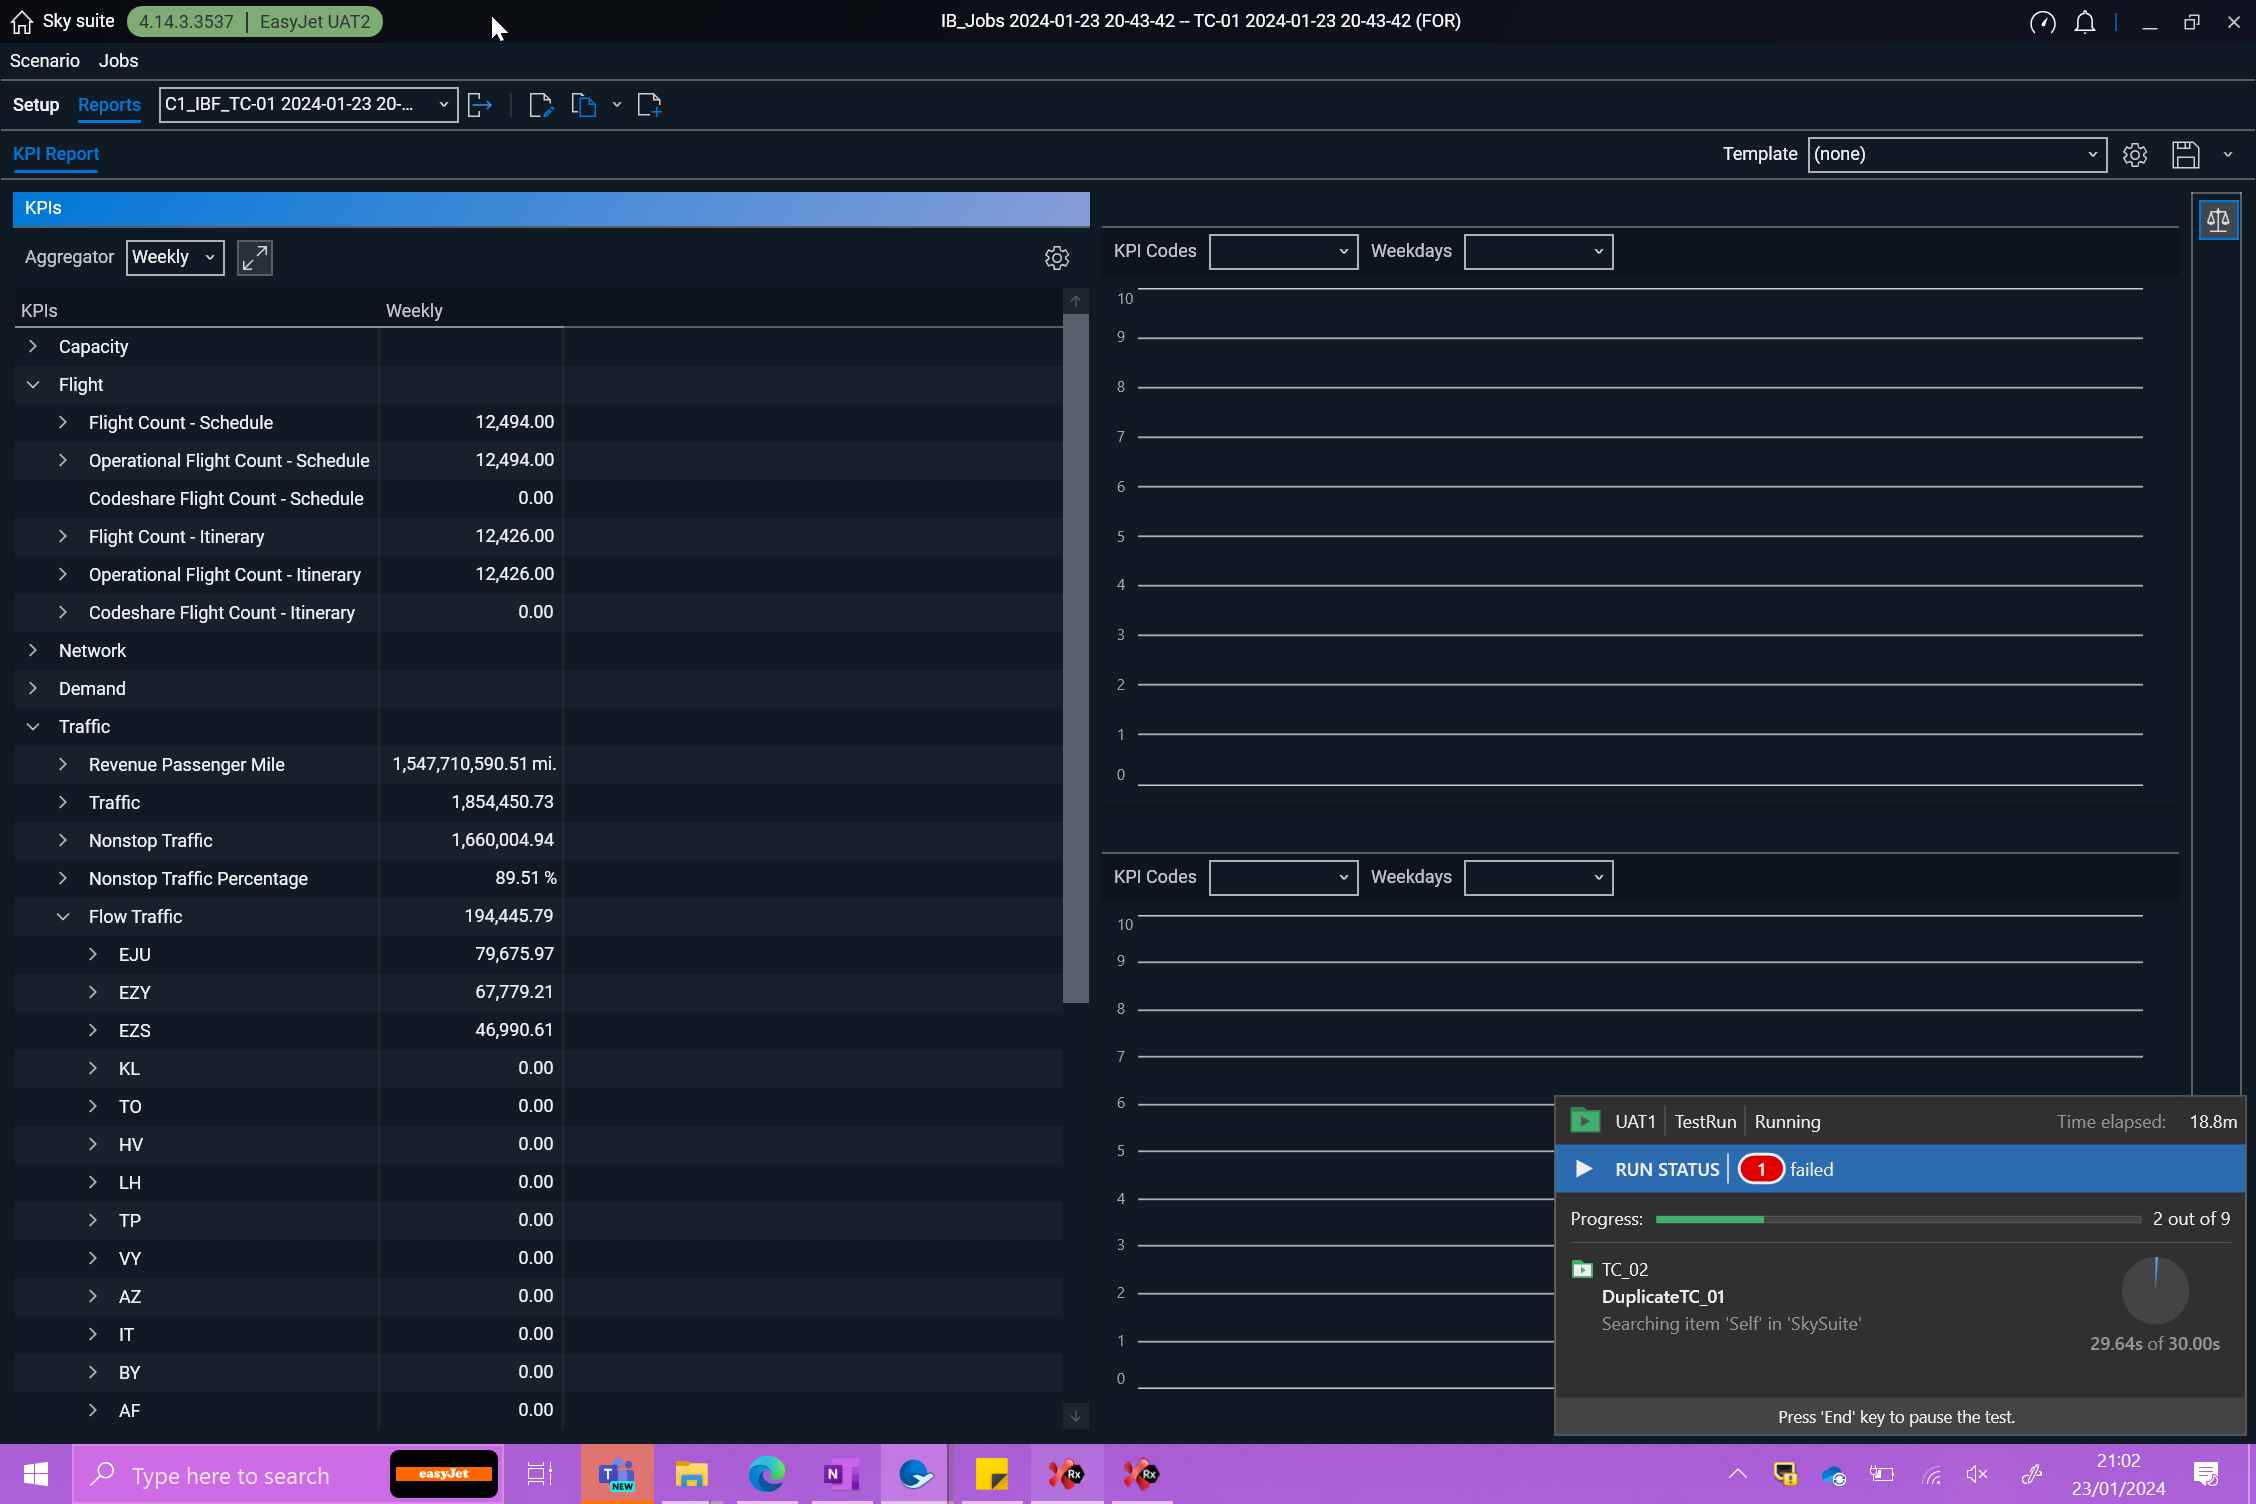 Sky suite 4.14.3.3537 | EasyJet UAT2 IB_Jobs 2024-01-23 20-43-42 -- TC-01 2024-01-23 20-43-42 (FOR)
Scenario Jobs
Setup Reports C1_IBF_TC-01 2024-01-23 20-...
KPI Report Template (none)
KPIs
Aggregator Weekly
KPIs Weekly
Capacity
Flight
Flight Count - Schedule 12,494.00
Operational Flight Count - Schedule 12,494.00
Codeshare Flight Count - Schedule 0.00
Flight Count - Itinerary 12,426.00
Operational Flight Count - Itinerary 12,426.00
Codeshare Flight Count - Itinerary 0.00
Network
Demand
Traffic
Revenue Passenger Mile 1,547,710,590.51 mi.
Traffic 1,854,450.73
Nonstop Traffic 1,660,004.94
Nonstop Traffic Percentage 89.51 %
Flow Traffic 194,445.79
EJU 79,675.97
EZY 67,779.21
EZS 46,990.61
KL 0.00
TO 0.00
HV 0.00
LH 0.00
TP 0.00
VY 0.00
AZ 0.00
IT 0.00
BY 0.00
AF 0.00
KPI Codes Weekdays
10
9
8
7
6
5
4
3
2
1
0
KPI Codes Weekdays
10
9
8
7
6
5
4
3
2
1
0
UAT1 | TestRun | Running Time elapsed: 18.8m
RUN STATUS | 1 failed
Progress: 2 out of 9
TC_02
DuplicateTC_01
Searching item 'Self' in 'SkySuite'
29.64s of 30.00s
Press 'End' key to pause the test.
Type here to search
easyJet
T
NEW
N
Rx
Rx
21:02
23/01/2024